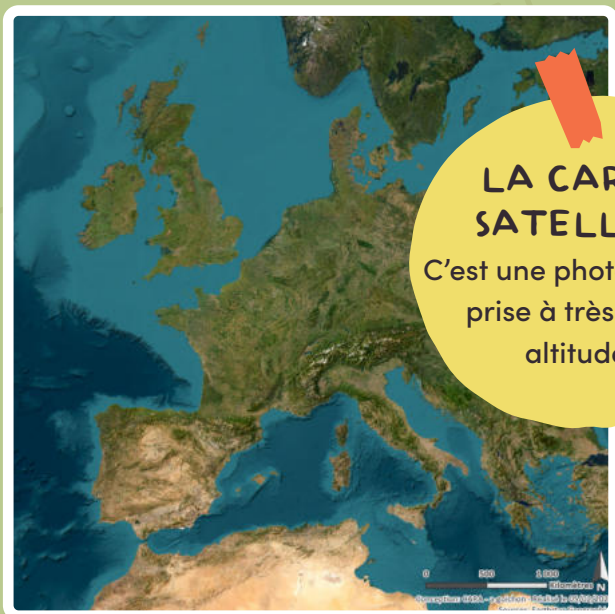 LA CAR
SATELL
C'est une phot
prise à très
altitud
0 500 1 000
Kilomètres
N